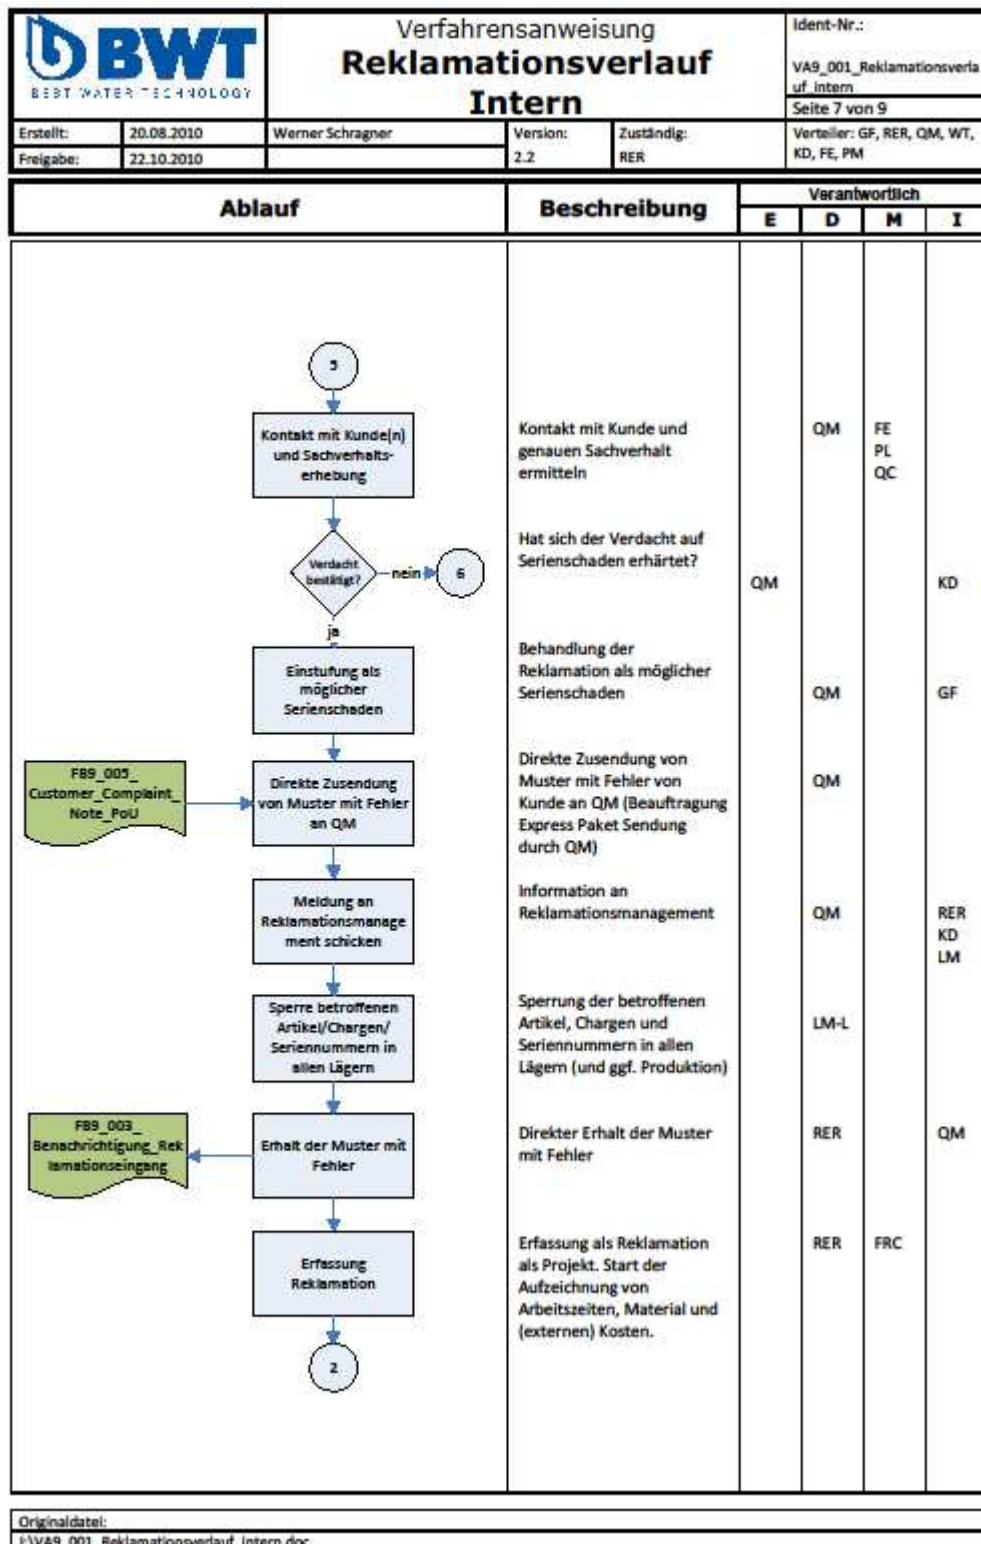 BWT
BEST WATER TECHNOLOGY
Verfahrensanweisung
Reklamationsverlauf
Intern
Ident-Nr.:
VA9_001_Reklamationsverla
uf_intern
Seite 7 von 9
Erstellt: 20.08.2010 Werner Schragner Version: Zuständig: Verteiler: GF, RER, QM, WT,
Freigabe: 22.10.2010 2.2 RER KD, FE, PM
Ablauf Beschreibung Verantwortlich
E D M I
5
Kontakt mit Kunde(n)
und Sachverhalts-
erhebung
Kontakt mit Kunde und
genauen Sachverhalt
ermitteln
QM FE
PL
QC
Verdacht
bestätigt?
nein
6
ja
Hat sich der Verdacht auf
Serienschaden erhärtet?
QM KD
Einstufung als
möglicher
Serienschaden
Behandlung der
Reklamation als möglicher
Serienschaden
QM GF
FB9_005_
Customer_Complaint_
Note_PoU
Direkte Zusendung
von Muster mit Fehler
an QM
Direkte Zusendung von
Muster mit Fehler von
Kunde an QM (Beauftragung
Express Paket Sendung
durch QM)
QM
Meldung an
Reklamationsmanage
ment schicken
Information an
Reklamationsmanagement
QM RER
KD
LM
Sperre betroffenen
Artikel/Chargen/
Seriennummern in
allen Lägern
Sperrung der betroffenen
Artikel, Chargen und
Seriennummern in allen
Lägern (und ggf. Produktion)
LM-L
FB9_003_
Benachrichtigung_Rek
lamationseingang
Erhalt der Muster mit
Fehler
Direkter Erhalt der Muster
mit Fehler
RER QM
Erfassung
Reklamation
Erfassung als Reklamation
als Projekt. Start der
Aufzeichnung von
Arbeitszeiten, Material und
(externen) Kosten.
RER FRC
2
Originaldatei:
I:\VA9_001_Reklamationsverlauf_intern.doc